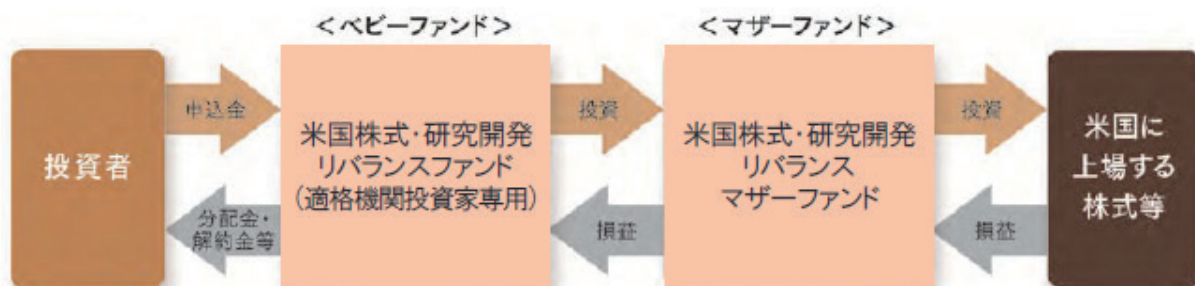 ＜ベビーファンド＞
＜マザーファンド＞
投資者
申込金
分配金・
解約金等
米国株式・研究開発
リバランスファンド
（適格機関投資家専用）
投資
損益
米国株式・研究開発
リバランス
マザーファンド
投資
損益
米国に
上場する
株式等